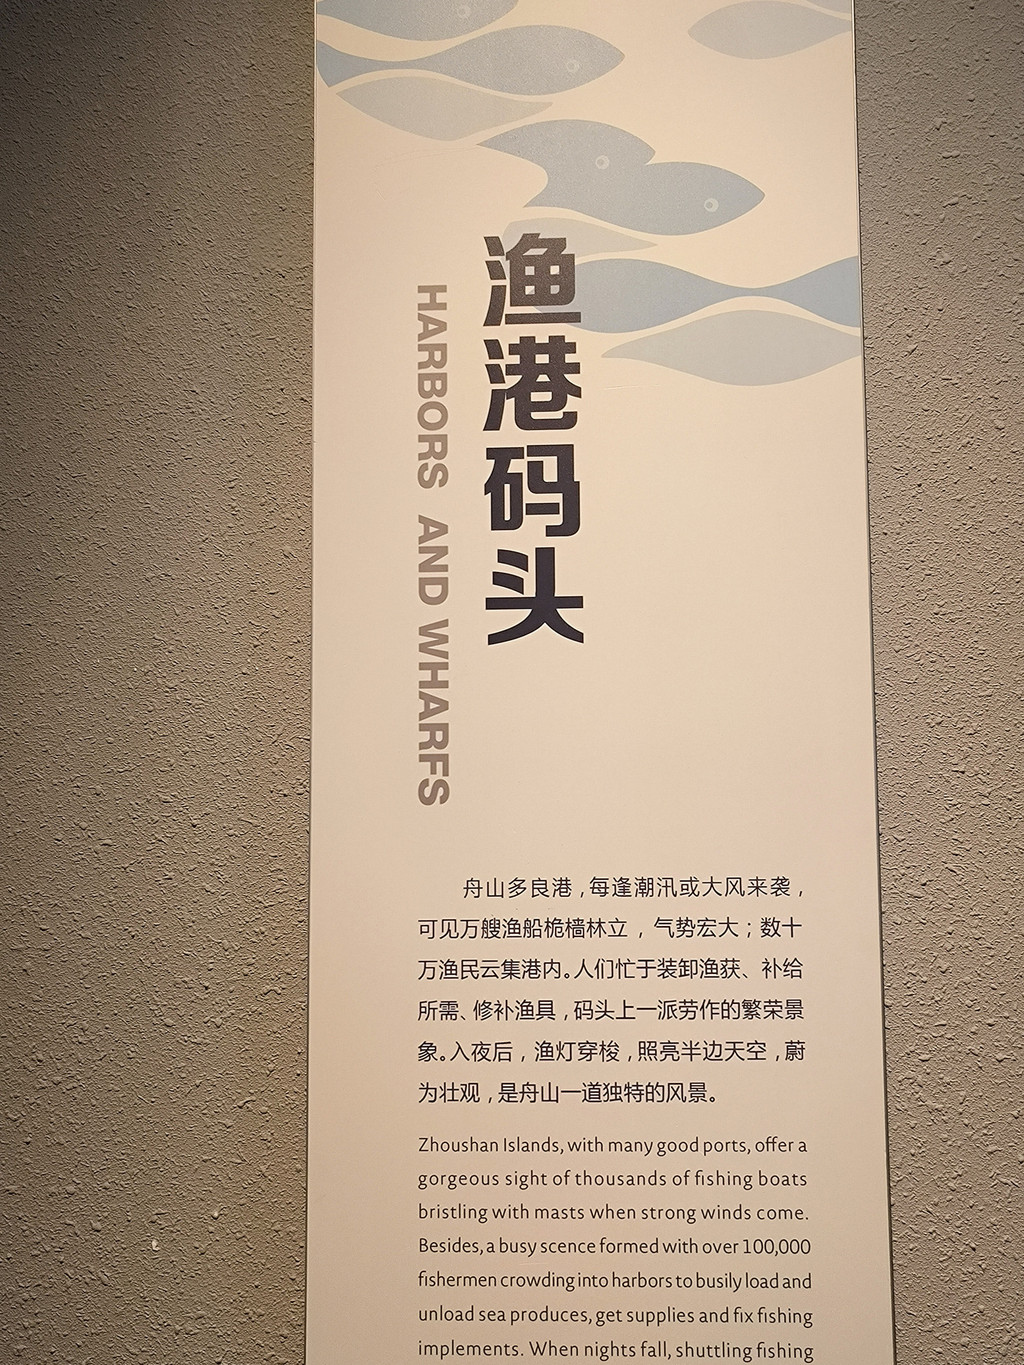 渔港码头
HARBORS AND WHARFS
舟山多良港，每逢潮汛或大风来袭，
可见万艘渔船桅樯林立，气势宏大；数十
万渔民云集港内。人们忙于装卸渔获、补给
所需、修补渔具，码头上一派劳作的繁荣景
象。入夜后，渔灯穿梭，照亮半边天空，蔚
为壮观，是舟山一道独特的风景。
Zhoushan Islands, with many good ports, offer a
gorgeous sight of thousands of fishing boats
bristling with masts when strong winds come.
Besides, a busy scence formed with over 100,000
fishermen crowding into harbors to busily load and
unload sea produces, get supplies and fix fishing
implements. When nights fall, shuttling fishing